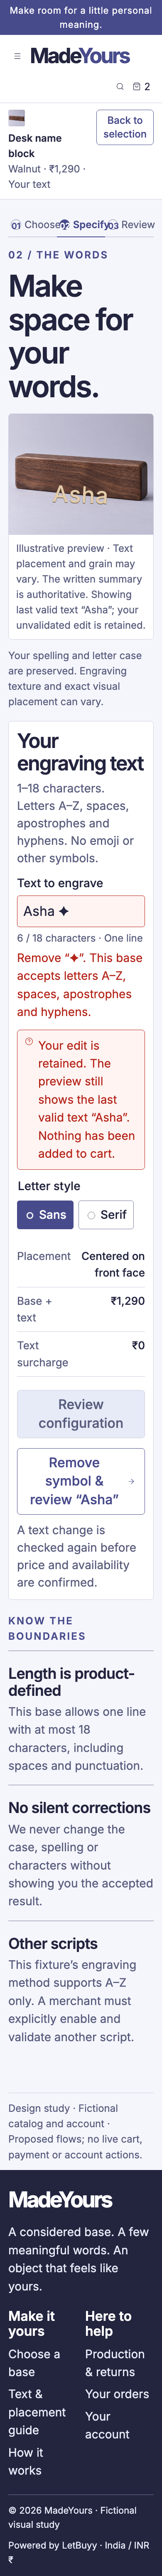 Make room for a little personal
meaning.
MadeYours
2
Desk name
block
Walnut · ₹1,290 ·
Your text
Back to
selection
01 Choose
Specify
03 Review
02 / THE WORDS
Make
space for
your
words.
Asha
Illustrative preview · Text
placement and grain may
vary. The written summary
is authoritative. Showing
last valid text “Asha”; your
unvalidated edit is retained.
Your spelling and letter case
are preserved. Engraving
texture and exact visual
placement can vary.
Your
engraving text
1–18 characters.
Letters A–Z, spaces,
apostrophes and
hyphens. No emoji or
other symbols.
Text to engrave
Asha ✦
6 / 18 characters · One line
Remove “✦”. This base
accepts letters A–Z,
spaces, apostrophes
and hyphens.
Your edit is
retained. The
preview still
shows the last
valid text “Asha”.
Nothing has been
added to cart.
Letter style
Sans
Serif
Placement Centered on
front face
Base + ₹1,290
text
Text ₹0
surcharge
Review
configuration
Remove
symbol & →
review “Asha”
A text change is
checked again before
price and availability
are confirmed.
KNOW THE
BOUNDARIES
Length is product-
defined
This base allows one line
with at most 18
characters, including
spaces and punctuation.
No silent corrections
We never change the
case, spelling or
characters without
showing you the accepted
result.
Other scripts
This fixture’s engraving
method supports A–Z
only. A merchant must
explicitly enable and
validate another script.
Design study · Fictional
catalog and account ·
Proposed flows; no live cart,
payment or account actions.
MadeYours
A considered base. A few
meaningful words. An
object that feels like
yours.
Make it
yours
Choose a
base
Text &
placement
guide
How it
works
Here to
help
Production
& returns
Your orders
Your
account
© 2026 MadeYours · Fictional
visual study
Powered by LetBuyy · India / INR
₹